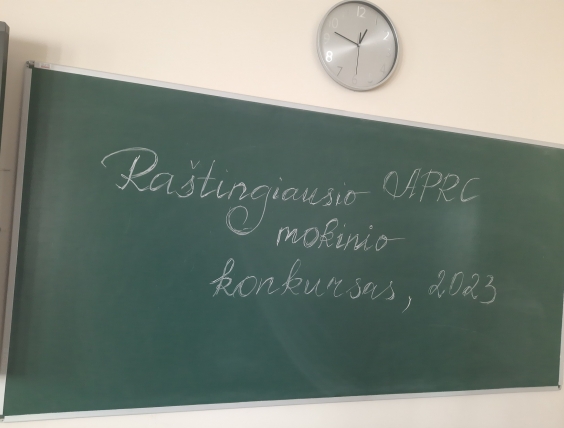 Raštingiausio VAPRC
mokinio
konkursas, 2023